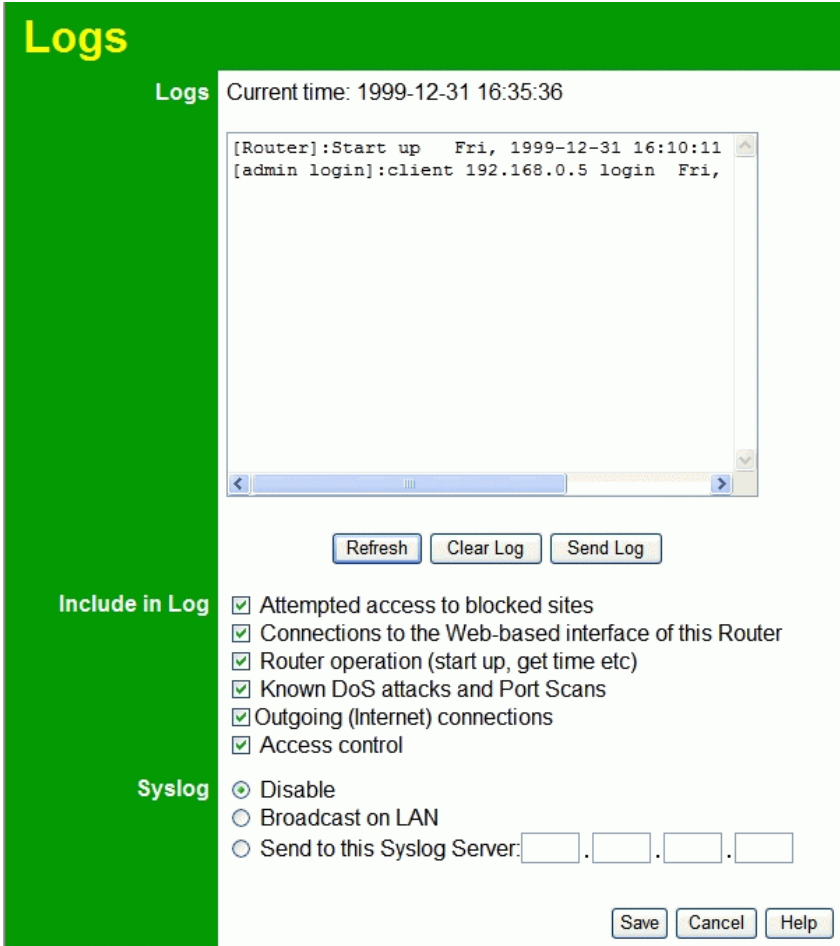 Logs
Logs Current time: 1999-12-31 16:35:36
[Router]:Start up Fri, 1999-12-31 16:10:11
[admin login]:client 192.168.0.5 login Fri,
Refresh Clear Log Send Log
Include in Log Attempted access to blocked sites
Connections to the Web-based interface of this Router
Router operation (start up, get time etc)
Known DoS attacks and Port Scans
Outgoing (Internet) connections
Access control
Syslog Disable
Broadcast on LAN
Send to this Syslog Server: . . .
Save Cancel Help